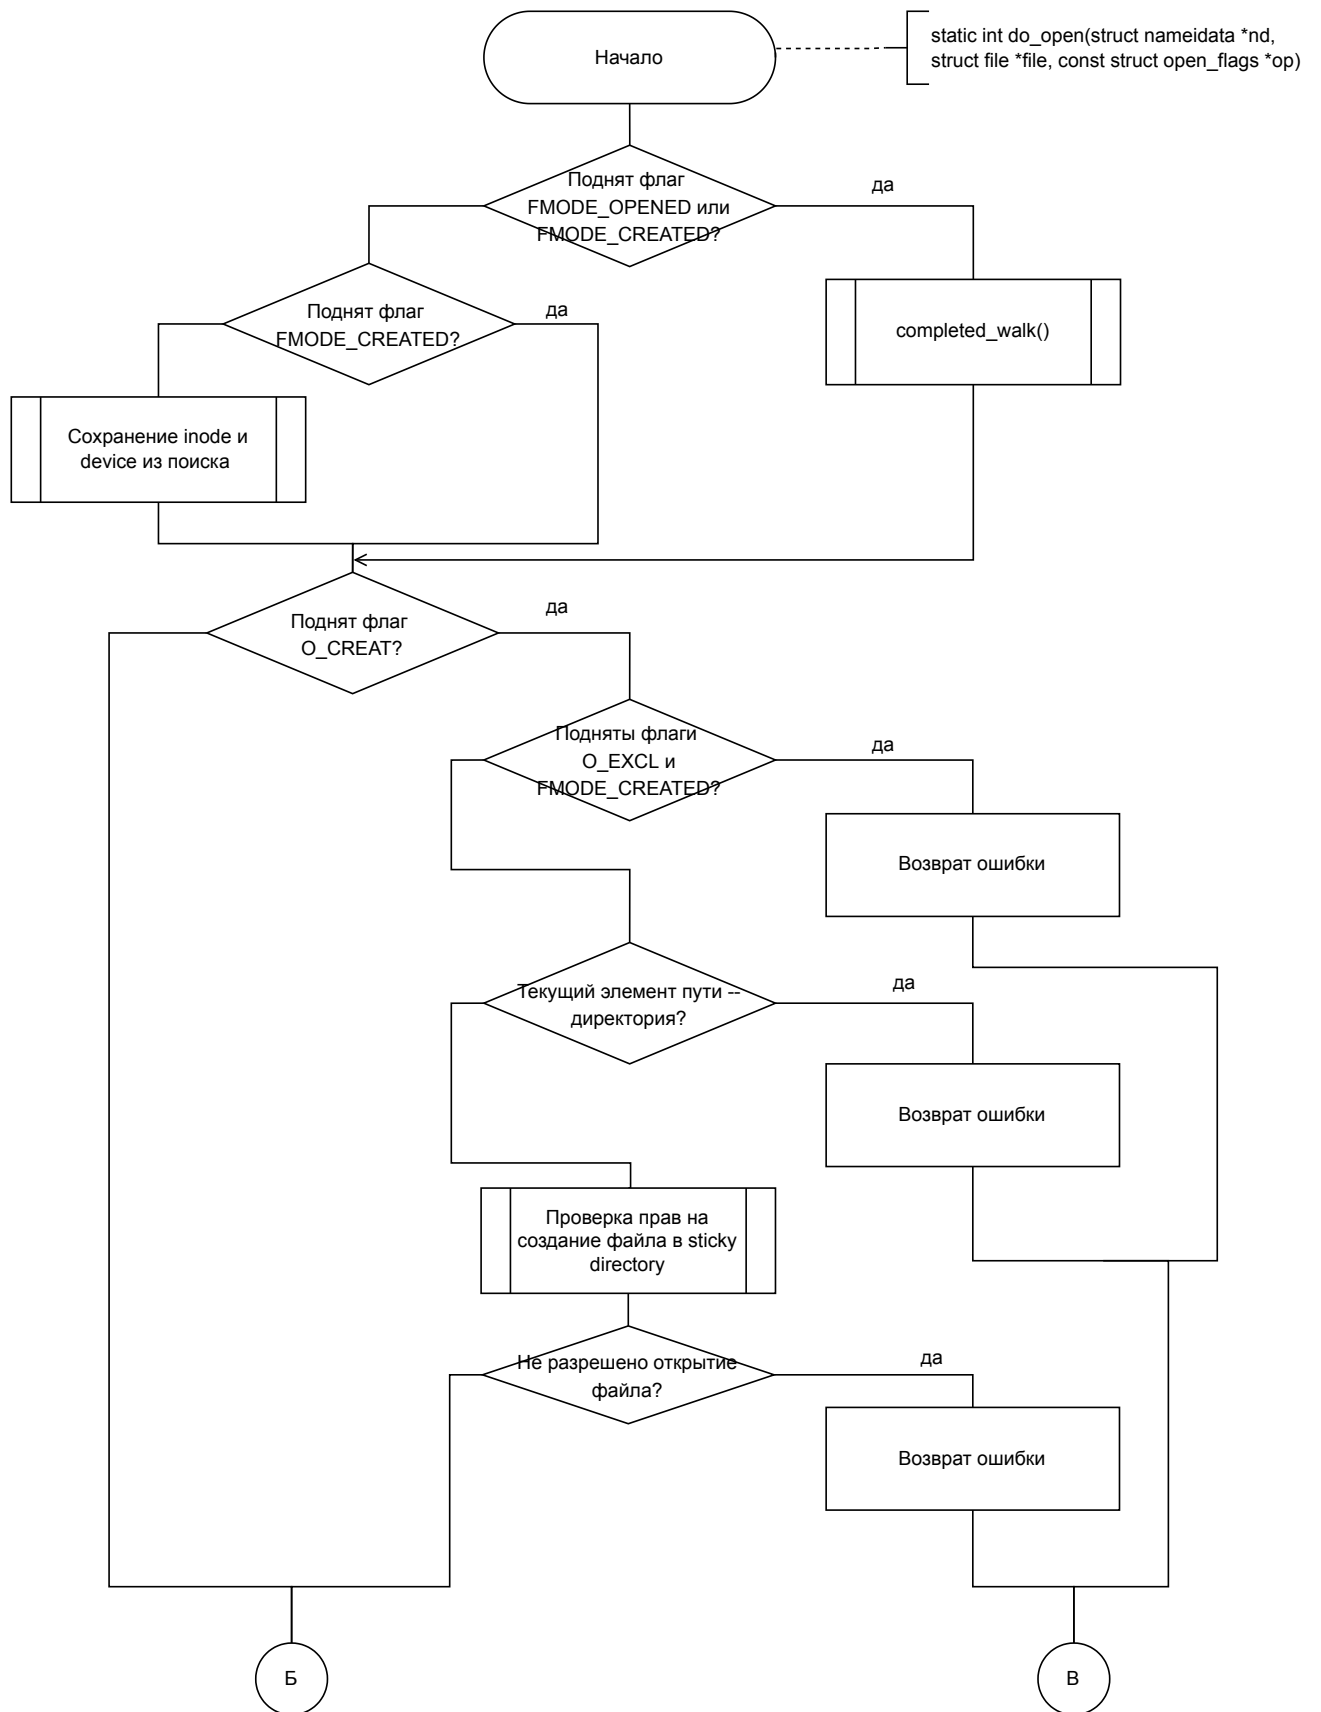 Начало
static int do_open(struct nameidata *nd,
struct file *file, const struct open_flags *op)
Поднят флаг
FMODE_OPENED или
FMODE_CREATED?
да
Поднят флаг
FMODE_CREATED?
да
completed_walk()
Сохранение inode и
device из поиска
Поднят флаг
O_CREAT?
да
Подняты флаги
O_EXCL и
FMODE_CREATED?
да
Возврат ошибки
Текущий элемент пути --
директория?
да
Возврат ошибки
Проверка прав на
создание файла в sticky
directory
Не разрешено открытие
файла?
да
Возврат ошибки
Б
В